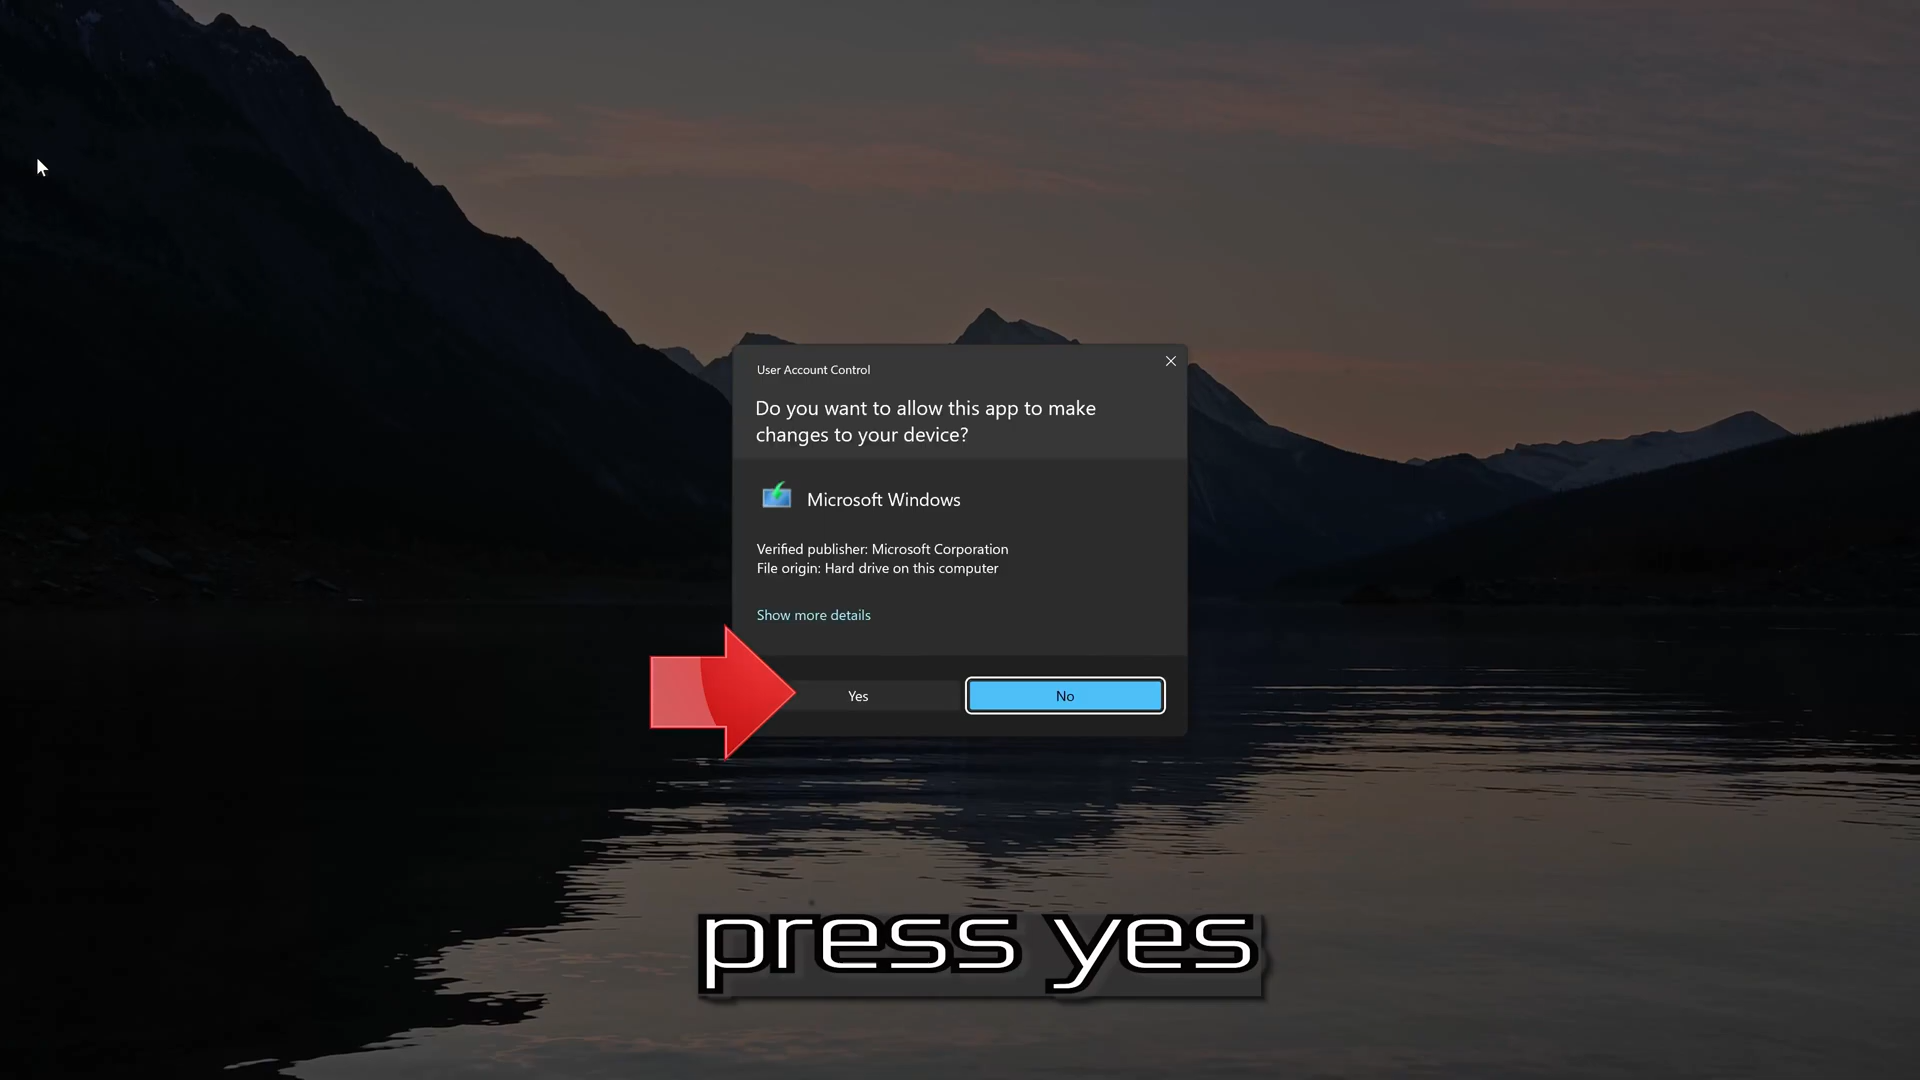 User Account Control
Do you want to allow this app to make
changes to your device?
Microsoft Windows
Verified publisher: Microsoft Corporation
File origin: Hard drive on this computer
Show more details
Yes
No
press yes